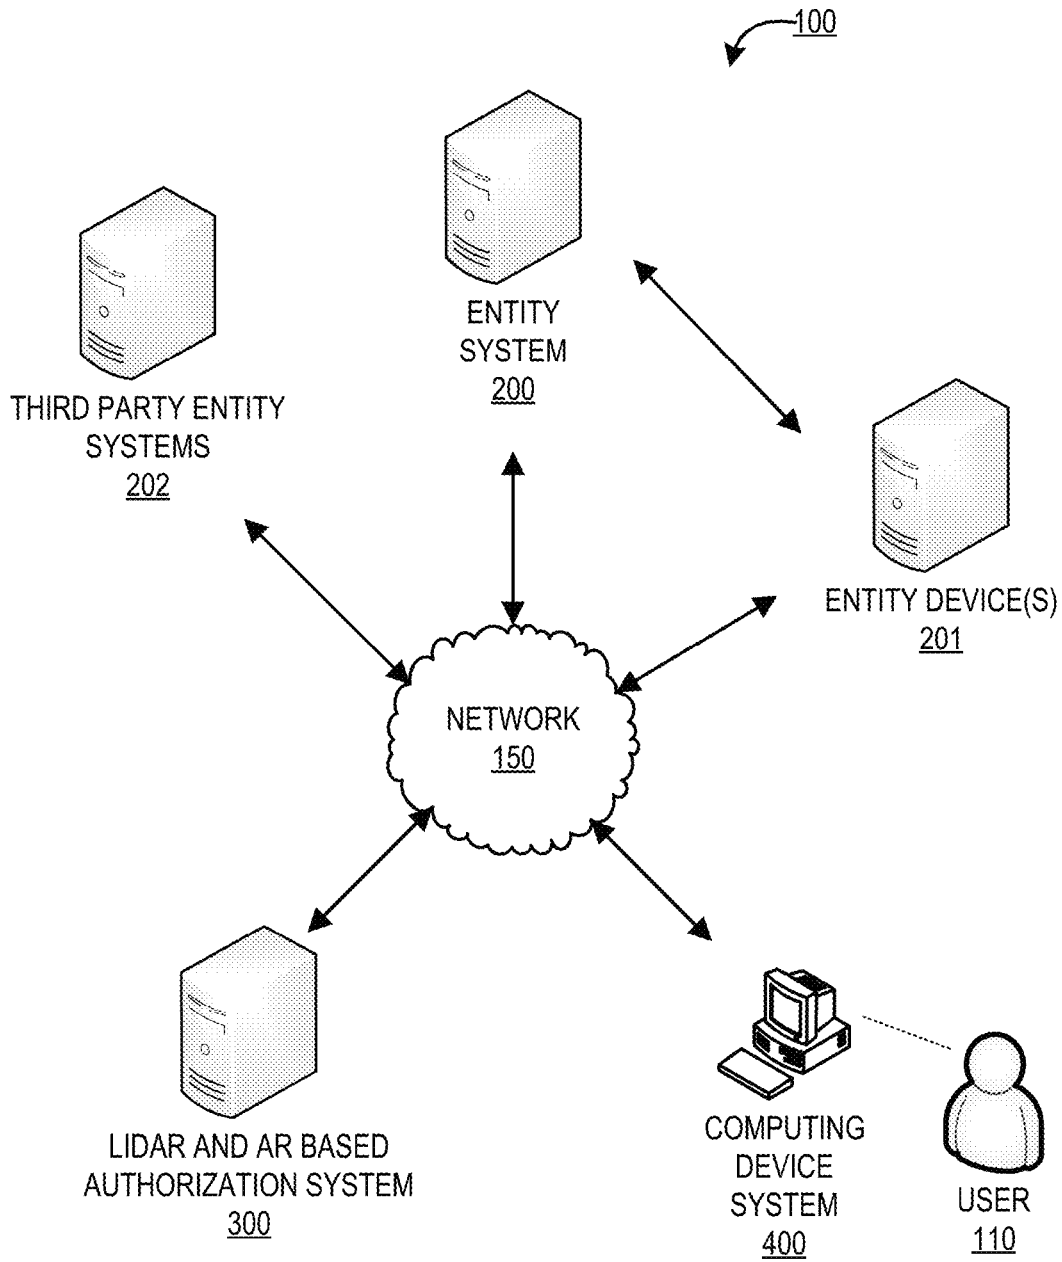 100
ENTITY
SYSTEM
200
THIRD PARTY ENTITY
SYSTEMS
202
ENTITY DEVICE(S)
201
NETWORK
150
LIDAR AND AR BASED
AUTHORIZATION SYSTEM
300
COMPUTING
DEVICE
SYSTEM
400
USER
110